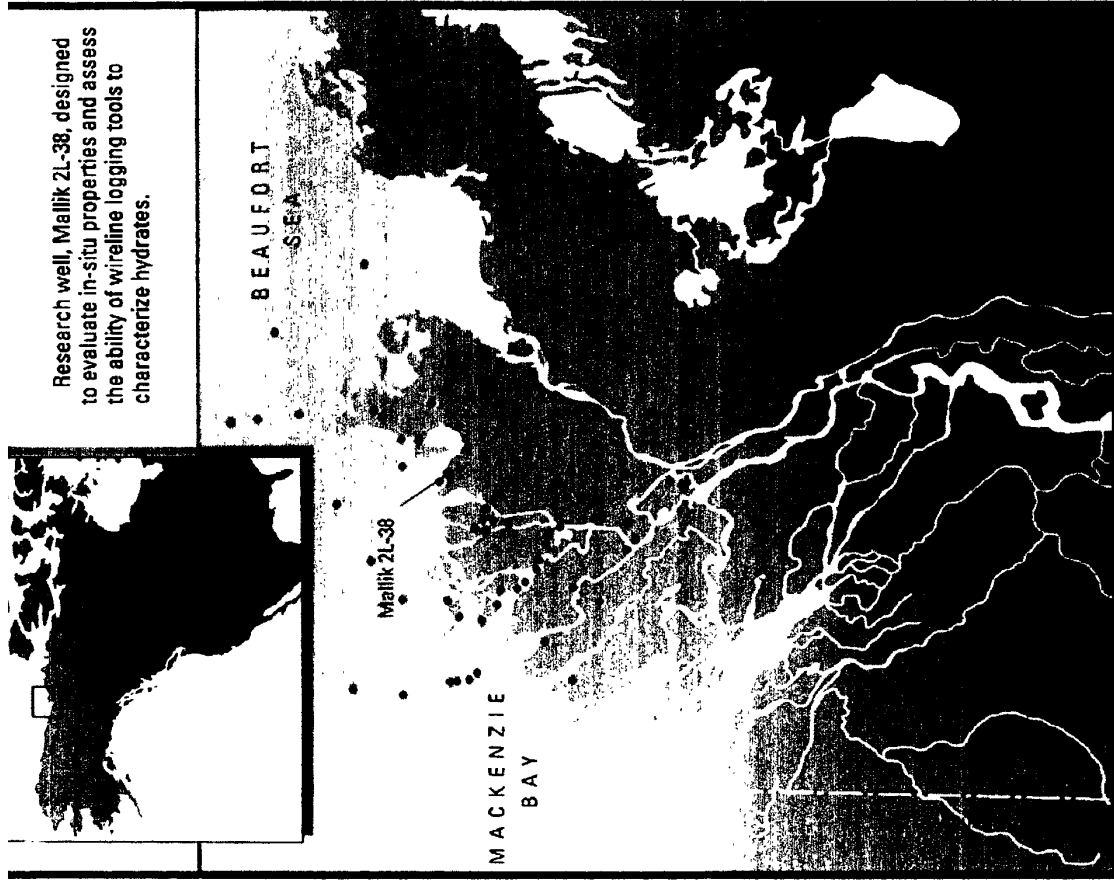 Research well, Mallik 2L-38, designed
to evaluate in-situ properties and assess
the ability of wireline logging tools to
characterize hydrates.
BEAUFORT
SEA
Mallik 2L-38
MACKENZIE
BAY